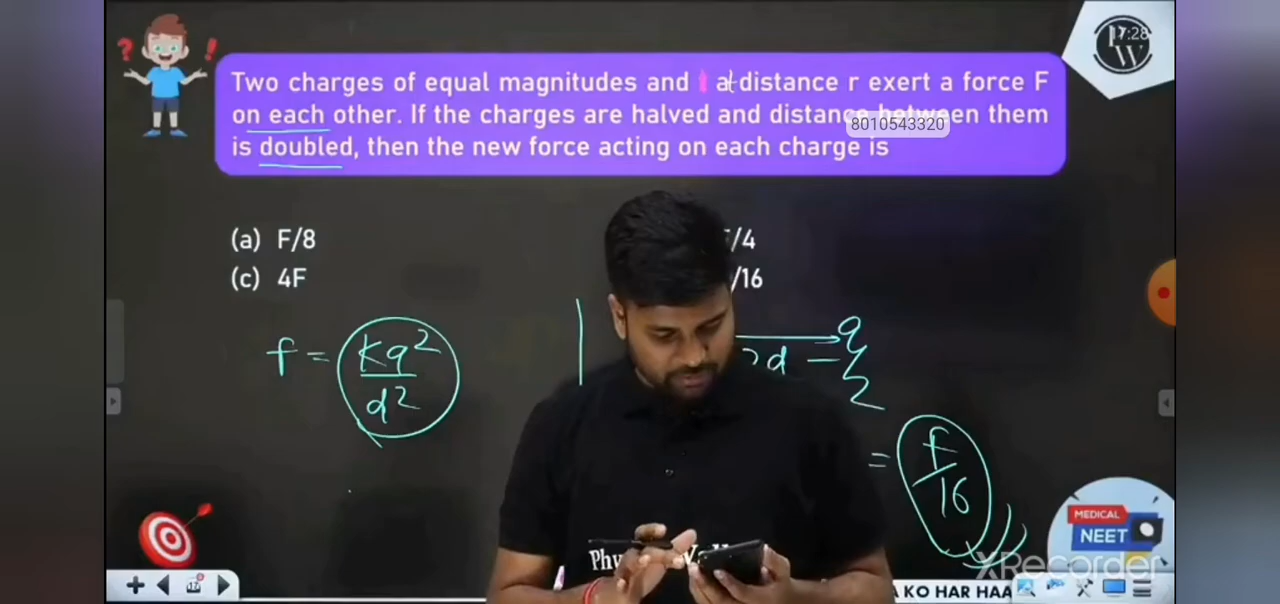 17:28
W
Two charges of equal magnitudes and at distance r exert a force F
on each other. If the charges are halved and distance between them
8010543320
is doubled, then the new force acting on each charge is
(a) F/8
/4
(c) 4F
/16
f = Kq²/d²
2d
q/2
= f/16
MEDICAL
NEET
XRecorder
KO HAR HAA